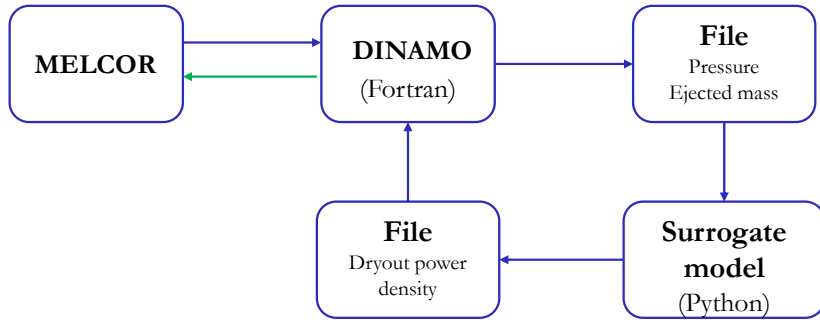 MELCOR
DINAMO
(Fortran)
File
Pressure
Ejected mass
File
Dryout power
density
Surrogate
model
(Python)